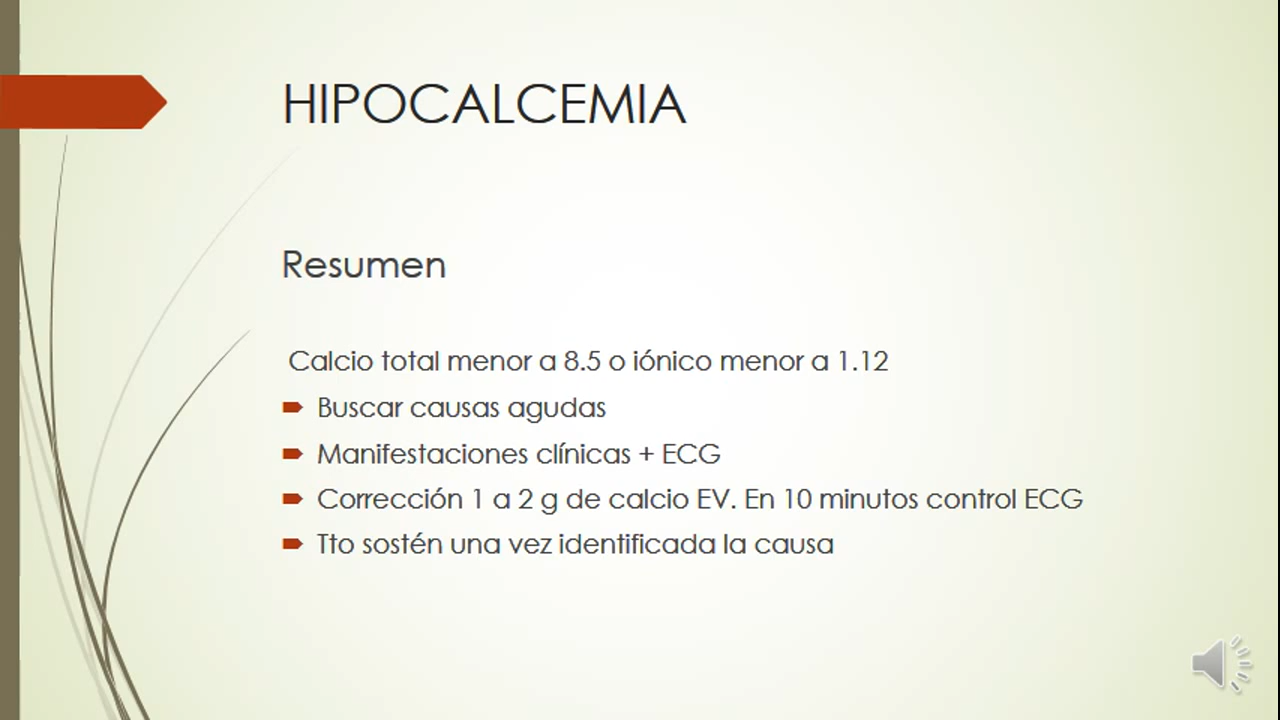 HIPOCALCEMIA
Resumen
Calcio total menor a 8.5 o iónico menor a 1.12
Buscar causas agudas
Manifestaciones clínicas + ECG
Corrección 1 a 2 g de calcio EV. En 10 minutos control ECG
Tto sostén una vez identificada la causa